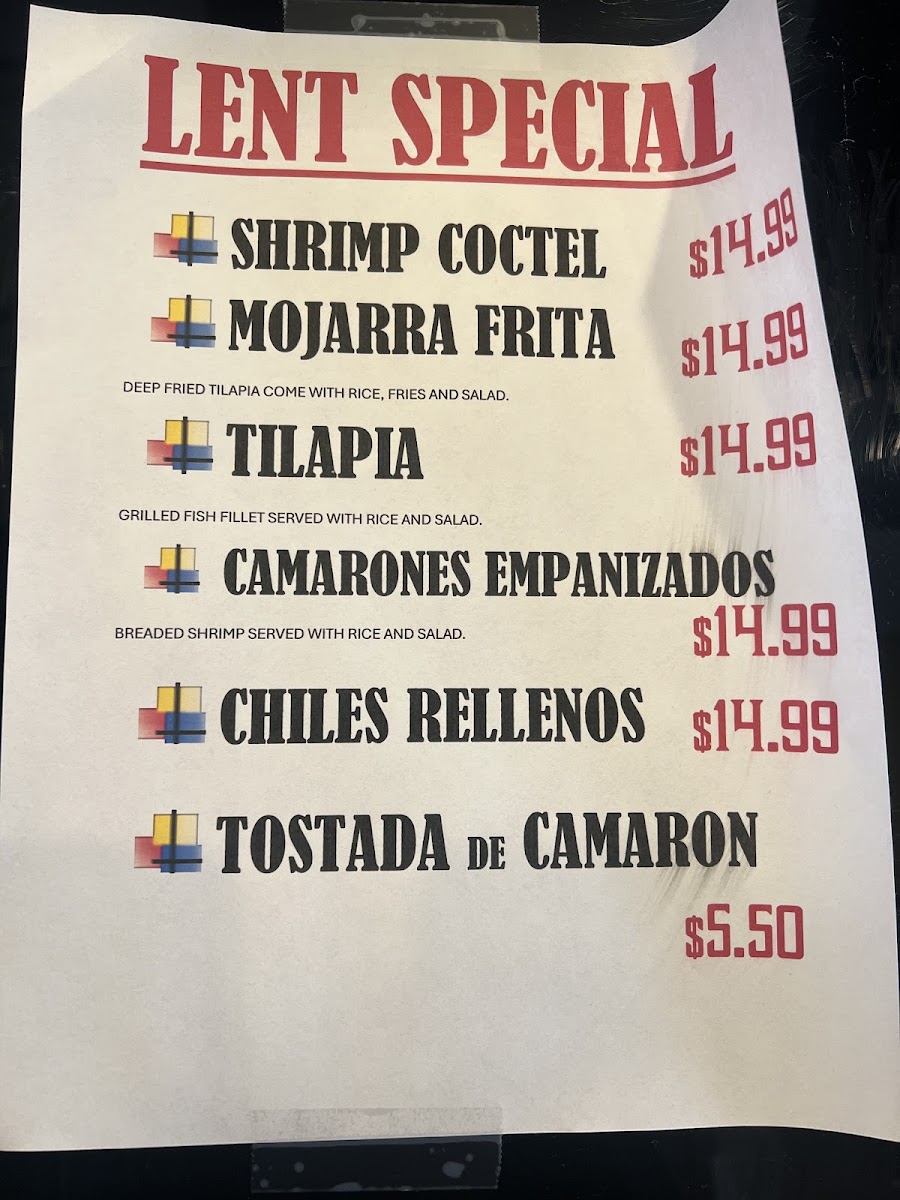 LENT SPECIAL
SHRIMP COCTEL $14.99
MOJARRA FRITA $14.99
DEEP FRIED TILAPIA COME WITH RICE, FRIES AND SALAD.
TILAPIA $14.99
GRILLED FISH FILLET SERVED WITH RICE AND SALAD.
CAMARONES EMPANIZADOS
$14.99
BREADED SHRIMP SERVED WITH RICE AND SALAD.
CHILES RELLENOS $14.99
TOSTADA DE CAMARON
$5.50